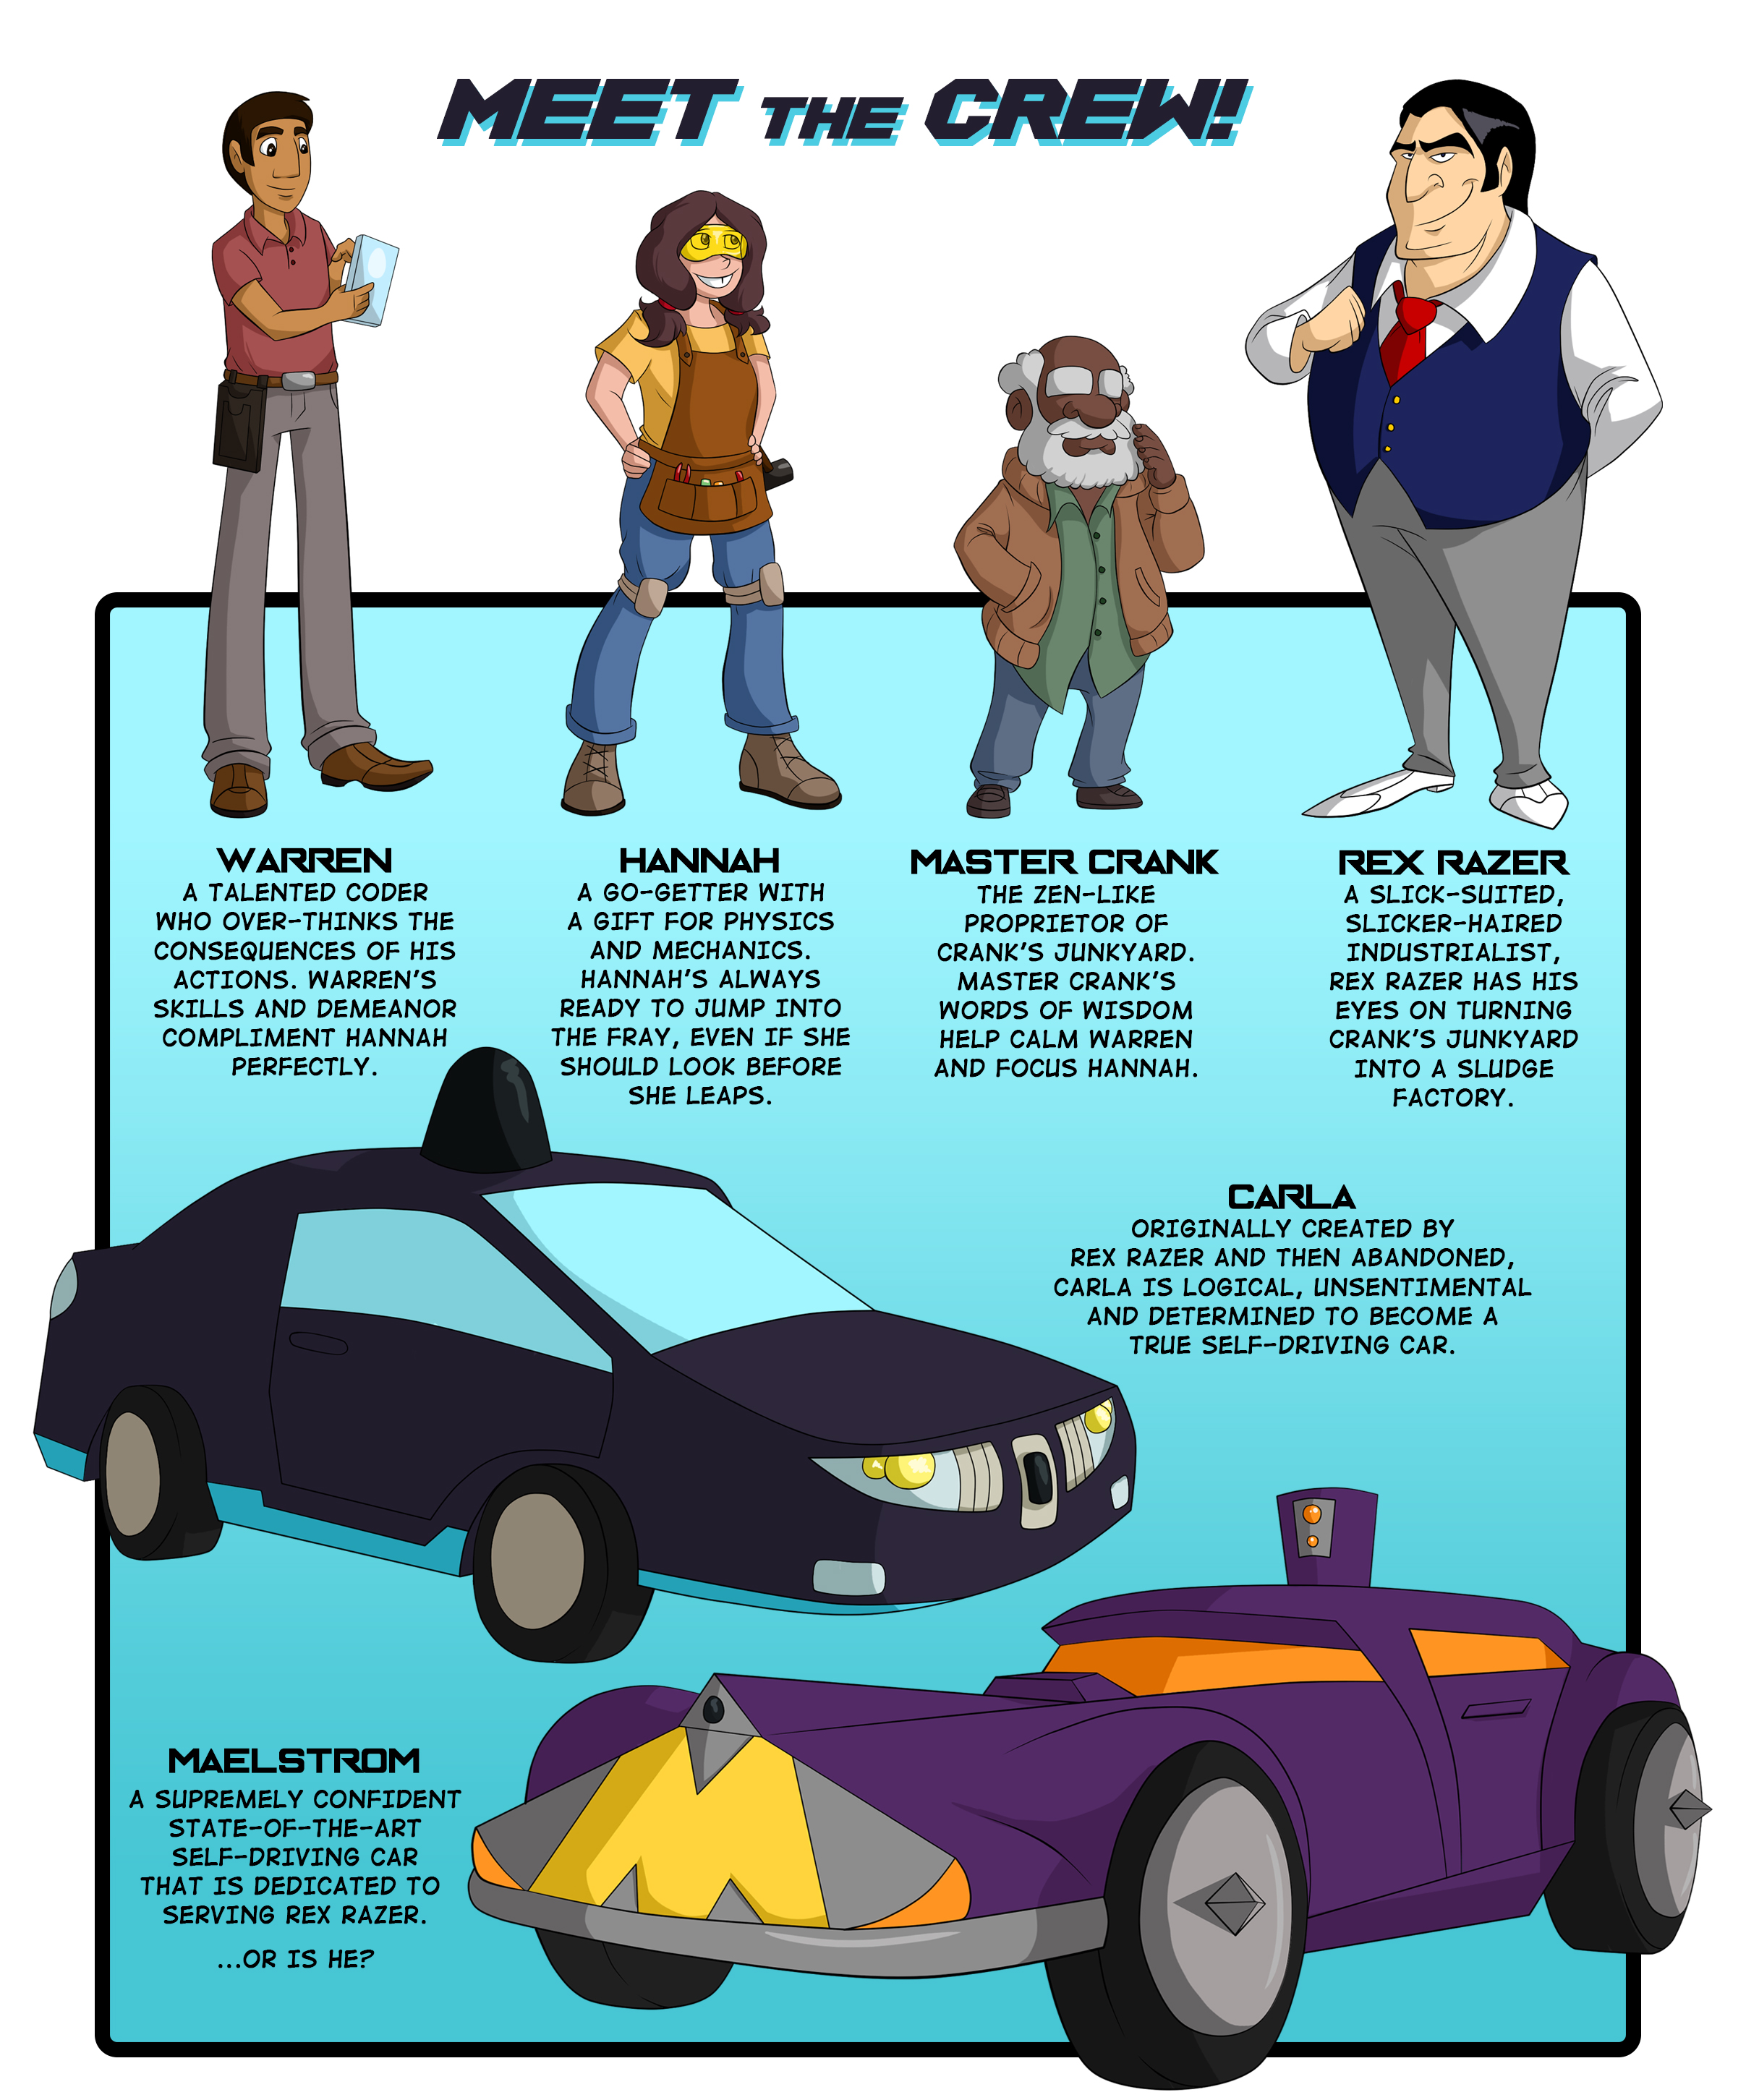 MEET THE CREW!
WARREN
A TALENTED CODER
WHO OVER-THINKS THE
CONSEQUENCES OF HIS
ACTIONS. WARREN'S
SKILLS AND DEMEANOR
COMPLIMENT HANNAH
PERFECTLY.
HANNAH
A GO-GETTER WITH
A GIFT FOR PHYSICS
AND MECHANICS.
HANNAH'S ALWAYS
READY TO JUMP INTO
THE FRAY, EVEN IF SHE
SHOULD LOOK BEFORE
SHE LEAPS.
MASTER CRANK
THE ZEN-LIKE
PROPRIETOR OF
CRANK'S JUNKYARD.
MASTER CRANK'S
WORDS OF WISDOM
HELP CALM WARREN
AND FOCUS HANNAH.
REX RAZER
A SLICK-SUITED,
SLICKER-HAIRED
INDUSTRIALIST,
REX RAZER HAS HIS
EYES ON TURNING
CRANK'S JUNKYARD
INTO A SLUDGE
FACTORY.
CARLA
ORIGINALLY CREATED BY
REX RAZER AND THEN ABANDONED,
CARLA IS LOGICAL, UNSENTIMENTAL
AND DETERMINED TO BECOME A
TRUE SELF-DRIVING CAR.
MAELSTROM
A SUPREMELY CONFIDENT
STATE-OF-THE-ART
SELF-DRIVING CAR
THAT IS DEDICATED TO
SERVING REX RAZER.
...OR IS HE?